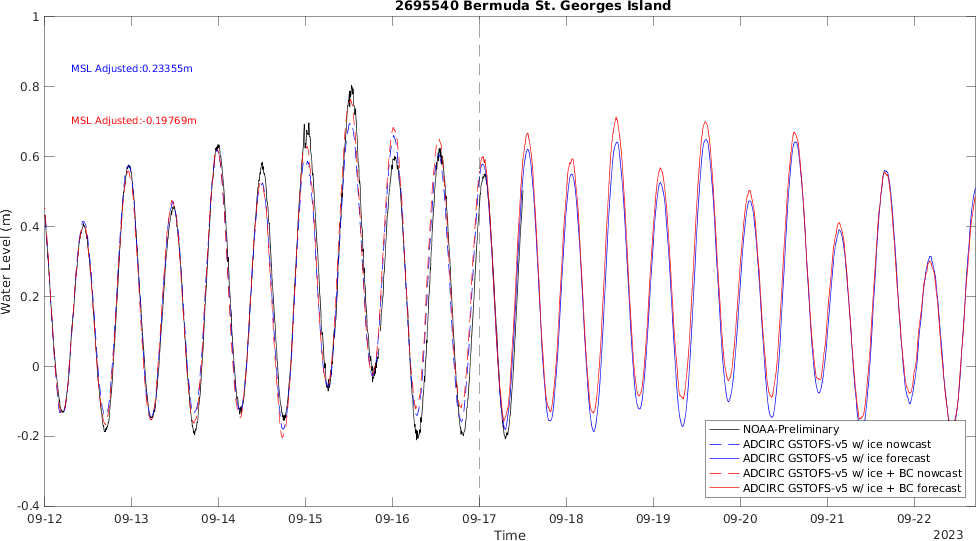 2695540 Bermuda St. Georges Island
1
0.8
0.6
0.4
0.2
0
-0.2
-0.4
Water Level (m)
MSL Adjusted:0.23355m
MSL Adjusted:-0.19769m
NOAA-Preliminary
ADCIRC GSTOFS-v5 w/ ice nowcast
ADCIRC GSTOFS-v5 w/ ice forecast
ADCIRC GSTOFS-v5 w/ ice + BC nowcast
ADCIRC GSTOFS-v5 w/ ice + BC forecast
09-12 09-13 09-14 09-15 09-16 09-17 09-18 09-19 09-20 09-21 09-22
Time
2023